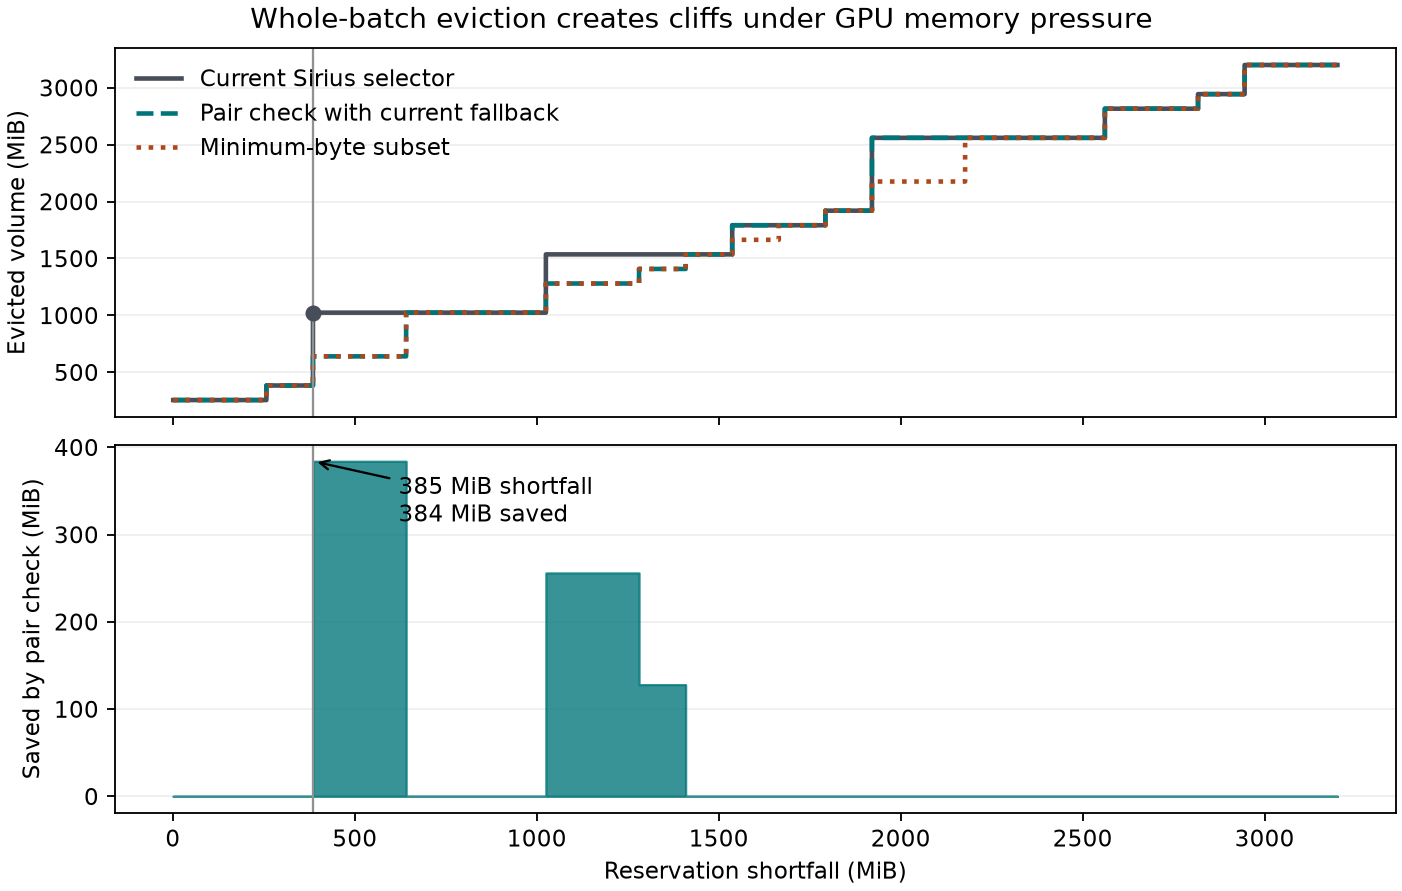 Whole-batch eviction creates cliffs under GPU memory pressure
Evicted volume (MiB)
3000
2500
2000
1500
1000
500
Current Sirius selector
Pair check with current fallback
Minimum-byte subset
Saved by pair check (MiB)
400
300
200
100
0
385 MiB shortfall
384 MiB saved
0 500 1000 1500 2000 2500 3000
Reservation shortfall (MiB)